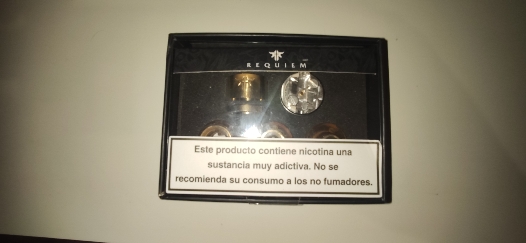 REQUIEM
Este producto contiene nicotina una
sustancia muy adictiva. No se
recomienda su consumo a los no fumadores.